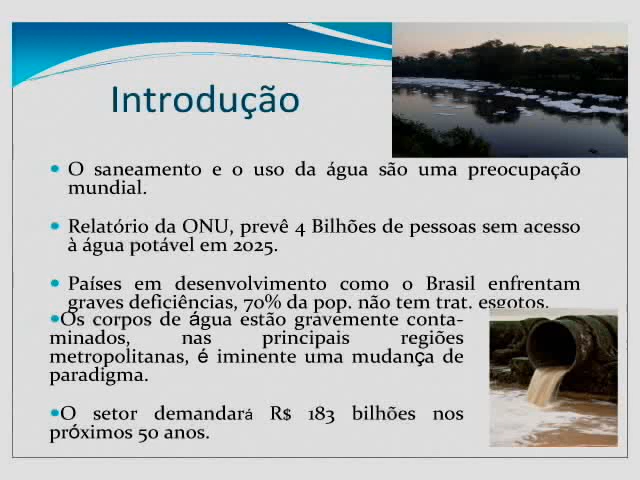 Introdução
• O saneamento e o uso da água são uma preocupação
mundial.
• Relatório da ONU, prevê 4 Bilhões de pessoas sem acesso
à água potável em 2025.
• Países em desenvolvimento como o Brasil enfrentam
graves deficiências, 70% da pop. não tem trat. esgotos.
•Os corpos de água estão gravemente conta-
minados, nas principais regiões
metropolitanas, é iminente uma mudança de
paradigma.
•O setor demandará R$ 183 bilhões nos
próximos 50 anos.